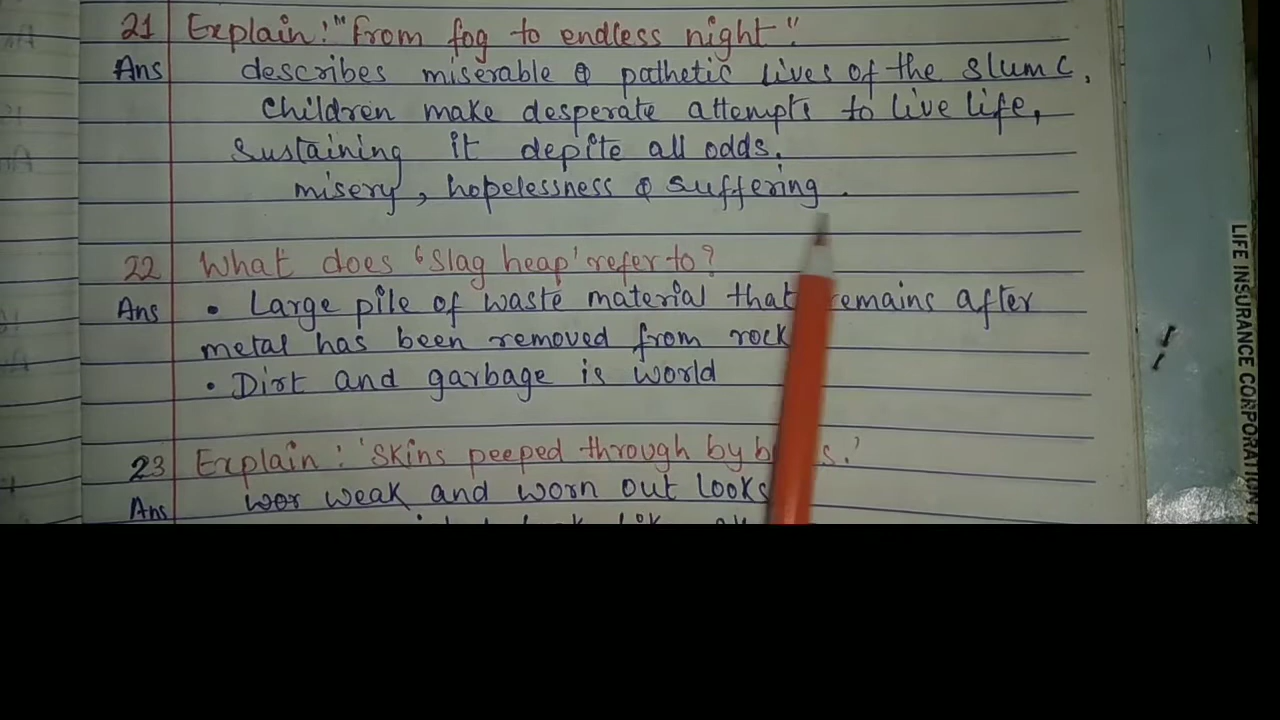 21 Explain: "From fog to endless night"
Ans describes miserable & pathetic lives of the slum C.
Children make desperate attempts to live life,
Sustaining it depite all odds.
misery, hopelessness & suffering.
22 What does 'Slag heap' refer to?
Ans • Large pile of waste material that remains after
metal has been removed from rock
• Dirt and garbage is world
23 Explain: 'Skins peeped through by
Ans weak and worn out looks
LIFE INSURANCE CORPORATION